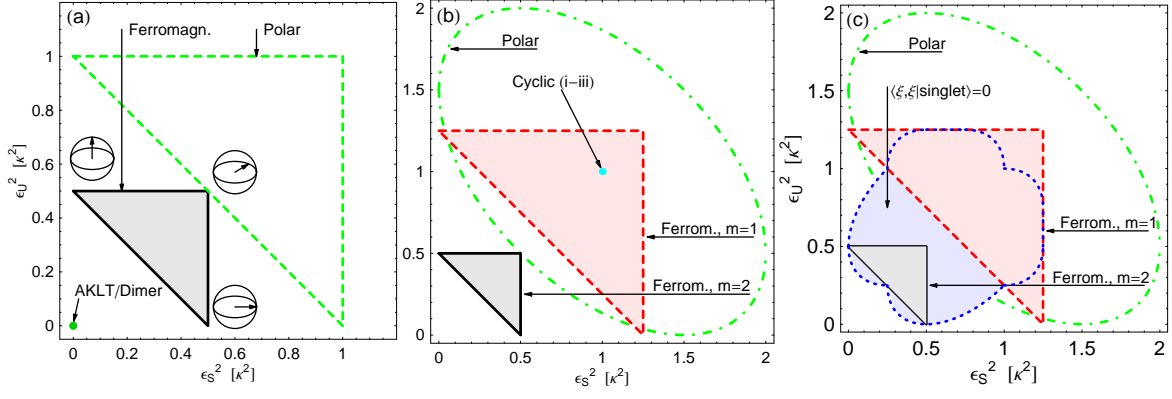 (a)
Ferromagn.
Polar
ε_U² [κ²]
1
0.8
0.6
0.4
0.2
0
AKLT/Dimer
0 0.2 0.4 0.6 0.8 1
ε_S² [κ²]
(b)
Polar
Cyclic (i−iii)
Ferrom., m=1
Ferrom., m=2
2
1.5
1
0.5
0
0 0.5 1 1.5 2
ε_S² [κ²]
(c)
Polar
⟨ξ,ξ|singlet⟩=0
ε_U² [κ²]
Ferrom., m=1
Ferrom., m=2
2
1.5
1
0.5
0
0 0.5 1 1.5 2
ε_S² [κ²]